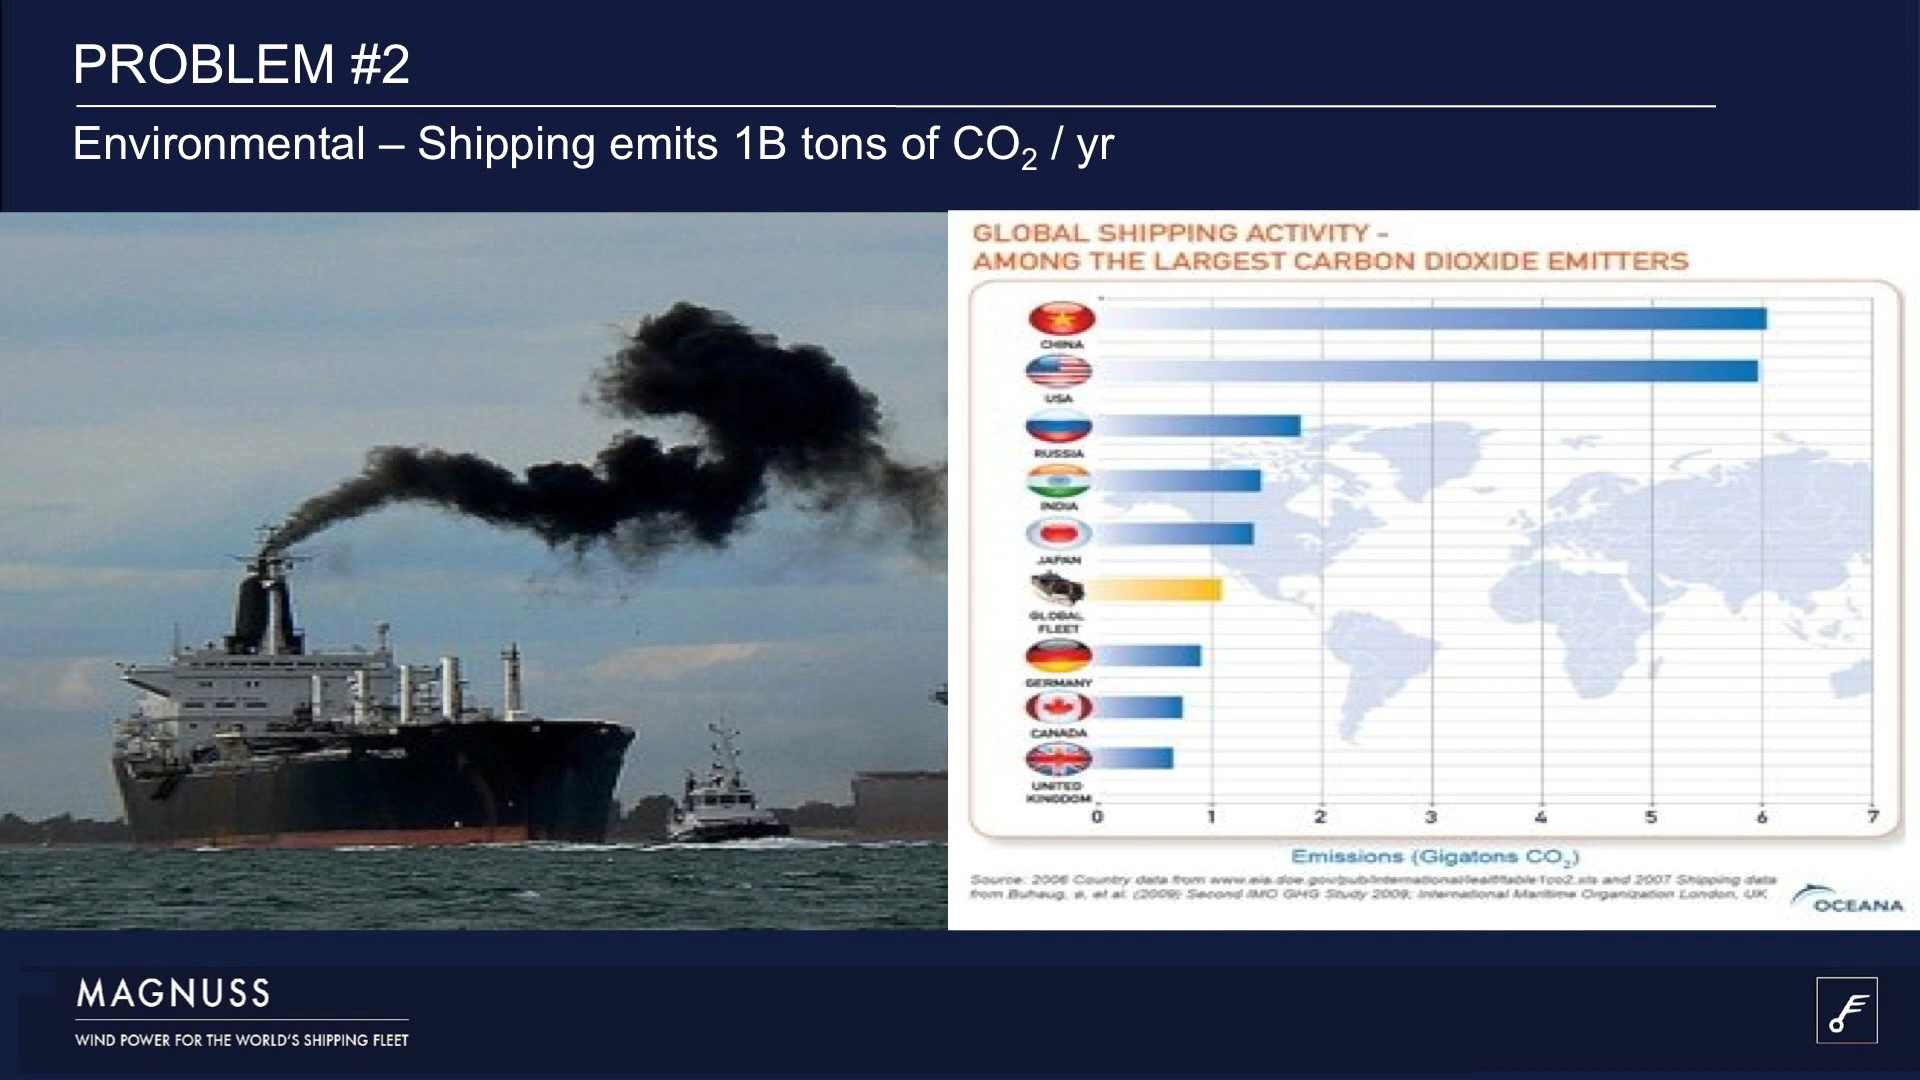 PROBLEM #2
Environmental – Shipping emits 1B tons of CO₂ / yr
GLOBAL SHIPPING ACTIVITY –
AMONG THE LARGEST CARBON DIOXIDE EMITTERS
CHINA
USA
RUSSIA
INDIA
JAPAN
GLOBAL
FLEET
GERMANY
CANADA
UNITED
KINGDOM
0 1 2 3 4 5 6 7
Emissions (Gigatons CO₂)
Source: 2006 Country data from www.eia.doe.gov/pub/international/iealf/table1co2.xls and 2007 Shipping data
from Buhaug, ø, et al. (2009) Second IMO GHG Study 2009; International Maritime Organization London, UK
OCEANA
MAGNUSS
WIND POWER FOR THE WORLD'S SHIPPING FLEET